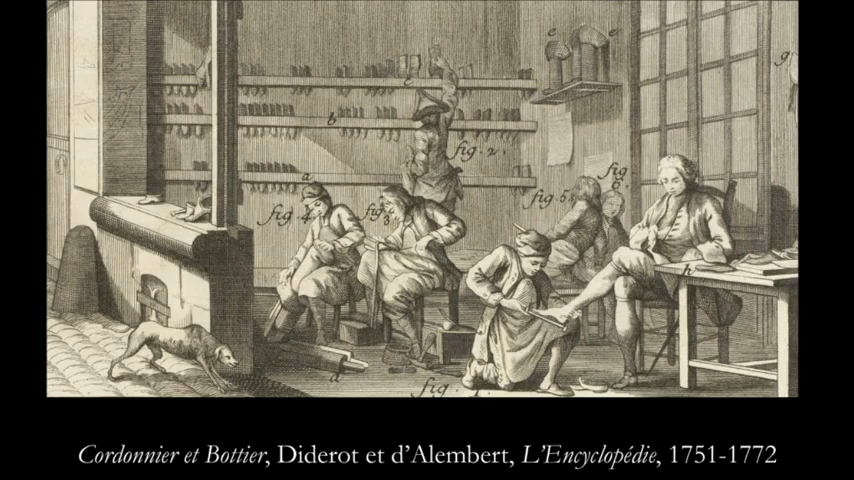 e e
g
c
b
fig. 2.
a
fig
fig. 4 fig. 3. fig. 5. 6.
h
d
fig. 1.
Cordonnier et Bottier, Diderot et d'Alembert, L'Encyclopédie, 1751-1772